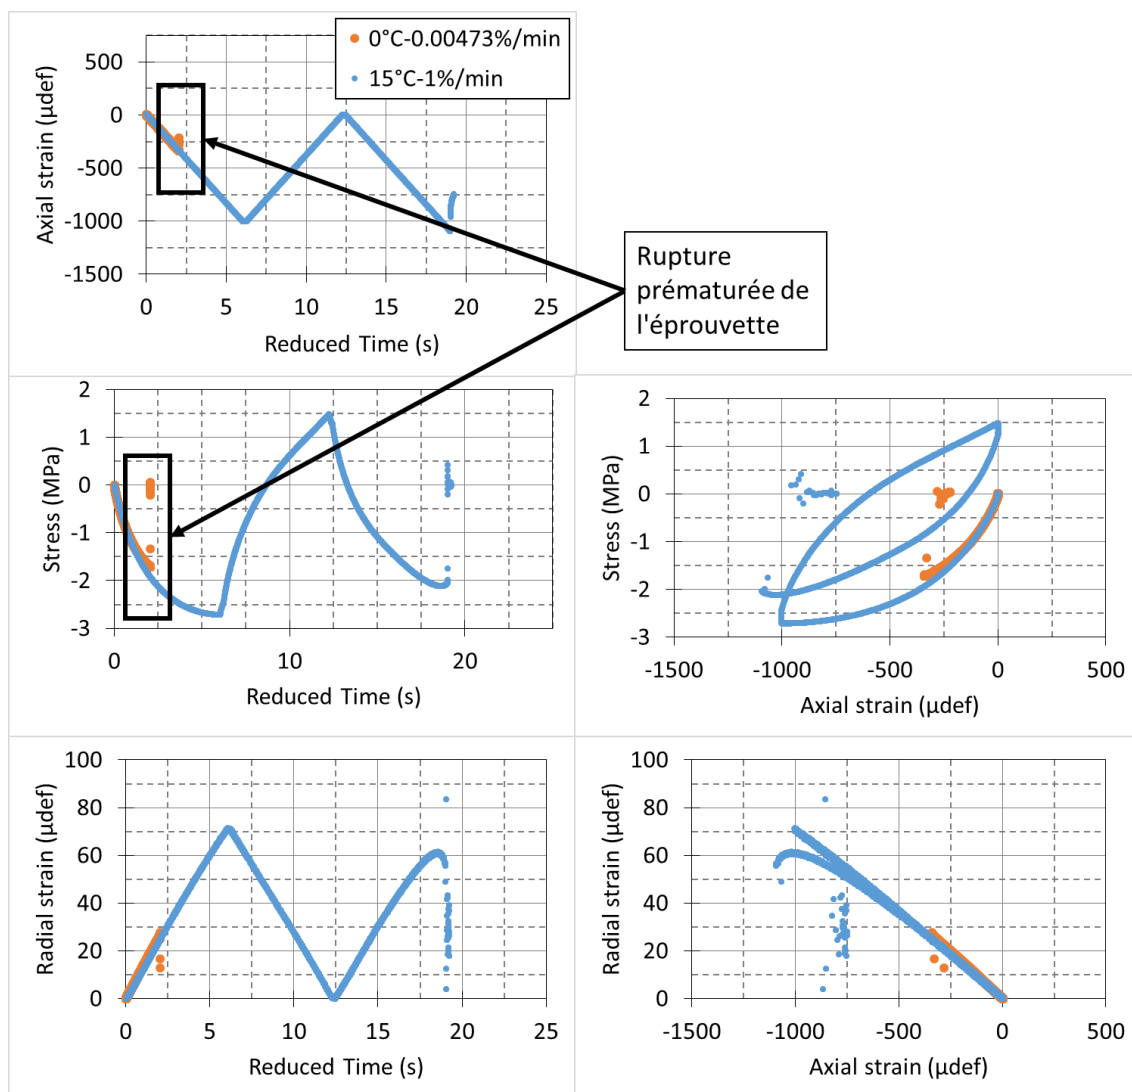 0°C-0.00473%/min
15°C-1%/min
Axial strain (µdef)
500
0
-500
-1000
-1500
0 5 10 15 20 25
Reduced Time (s)
Rupture
prématurée de
l'éprouvette
Stress (MPa)
2
1
0
-1
-2
-3
0 10 20
Reduced Time (s)
Stress (MPa)
2
1
0
-1
-2
-3
-1500 -1000 -500 0 500
Axial strain (µdef)
Radial strain (µdef)
100
80
60
40
20
0
0 5 10 15 20 25
Reduced Time (s)
Radial strain (µdef)
100
80
60
40
20
0
-1500 -1000 -500 0 500
Axial strain (µdef)